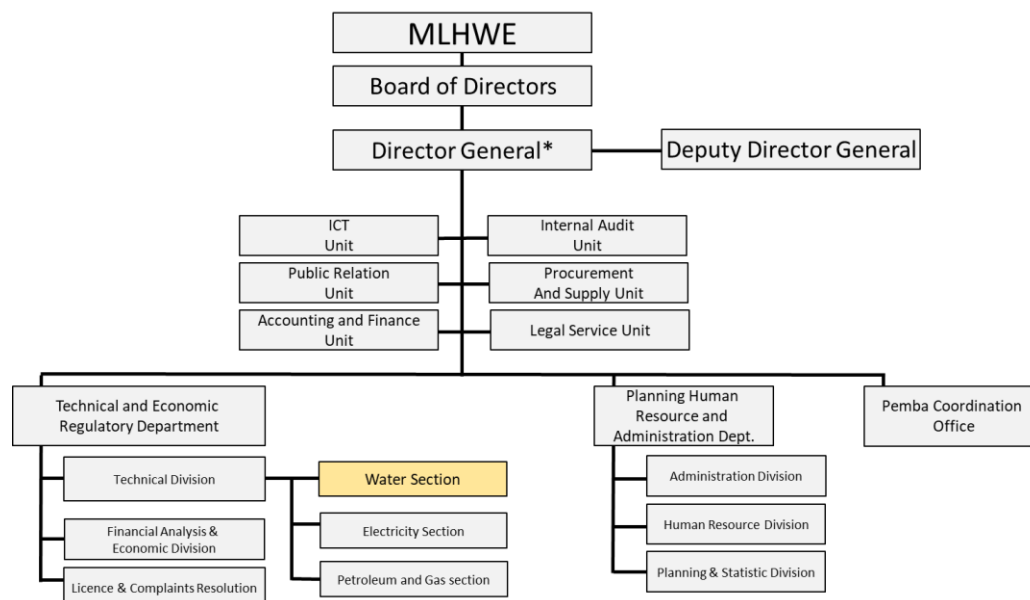 MLHWE
Board of Directors
Director General*
Deputy Director General
ICT
Unit
Internal Audit
Unit
Public Relation
Unit
Procurement
And Supply Unit
Accounting and Finance
Unit
Legal Service Unit
Technical and Economic
Regulatory Department
Planning Human
Resource and
Administration Dept.
Pemba Coordination
Office
Technical Division
Water Section
Administration Division
Financial Analysis &
Economic Division
Electricity Section
Human Resource Division
Licence & Complaints Resolution
Petroleum and Gas section
Planning & Statistic Division